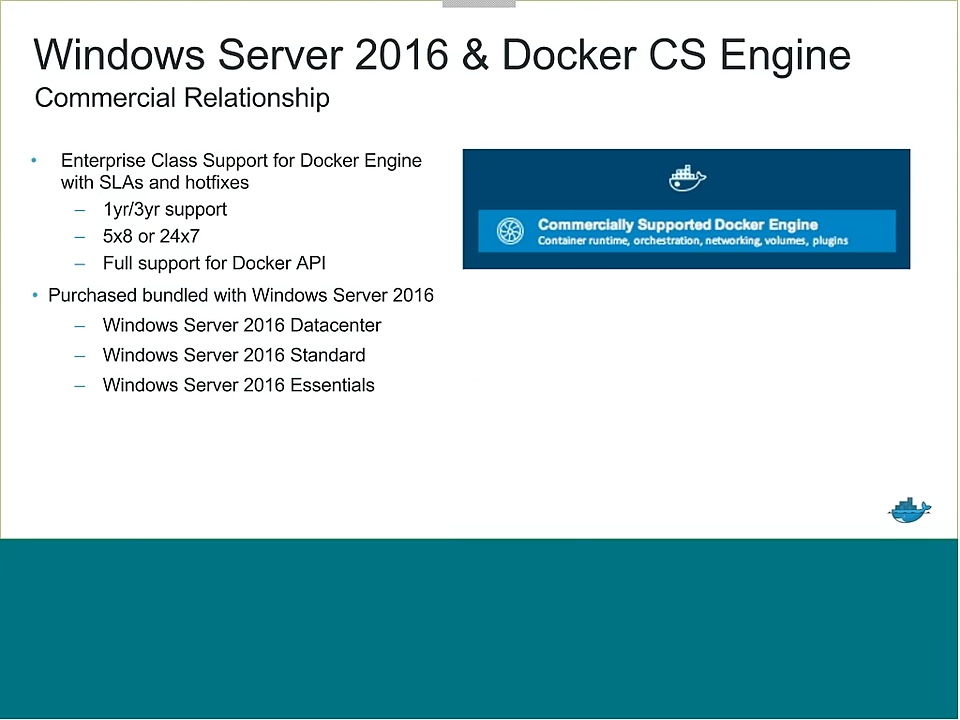 Windows Server 2016 & Docker CS Engine
Commercial Relationship
• Enterprise Class Support for Docker Engine
with SLAs and hotfixes
– 1yr/3yr support
– 5x8 or 24x7
– Full support for Docker API
• Purchased bundled with Windows Server 2016
– Windows Server 2016 Datacenter
– Windows Server 2016 Standard
– Windows Server 2016 Essentials
Commercially Supported Docker Engine
Container runtime, orchestration, networking, volumes, plugins